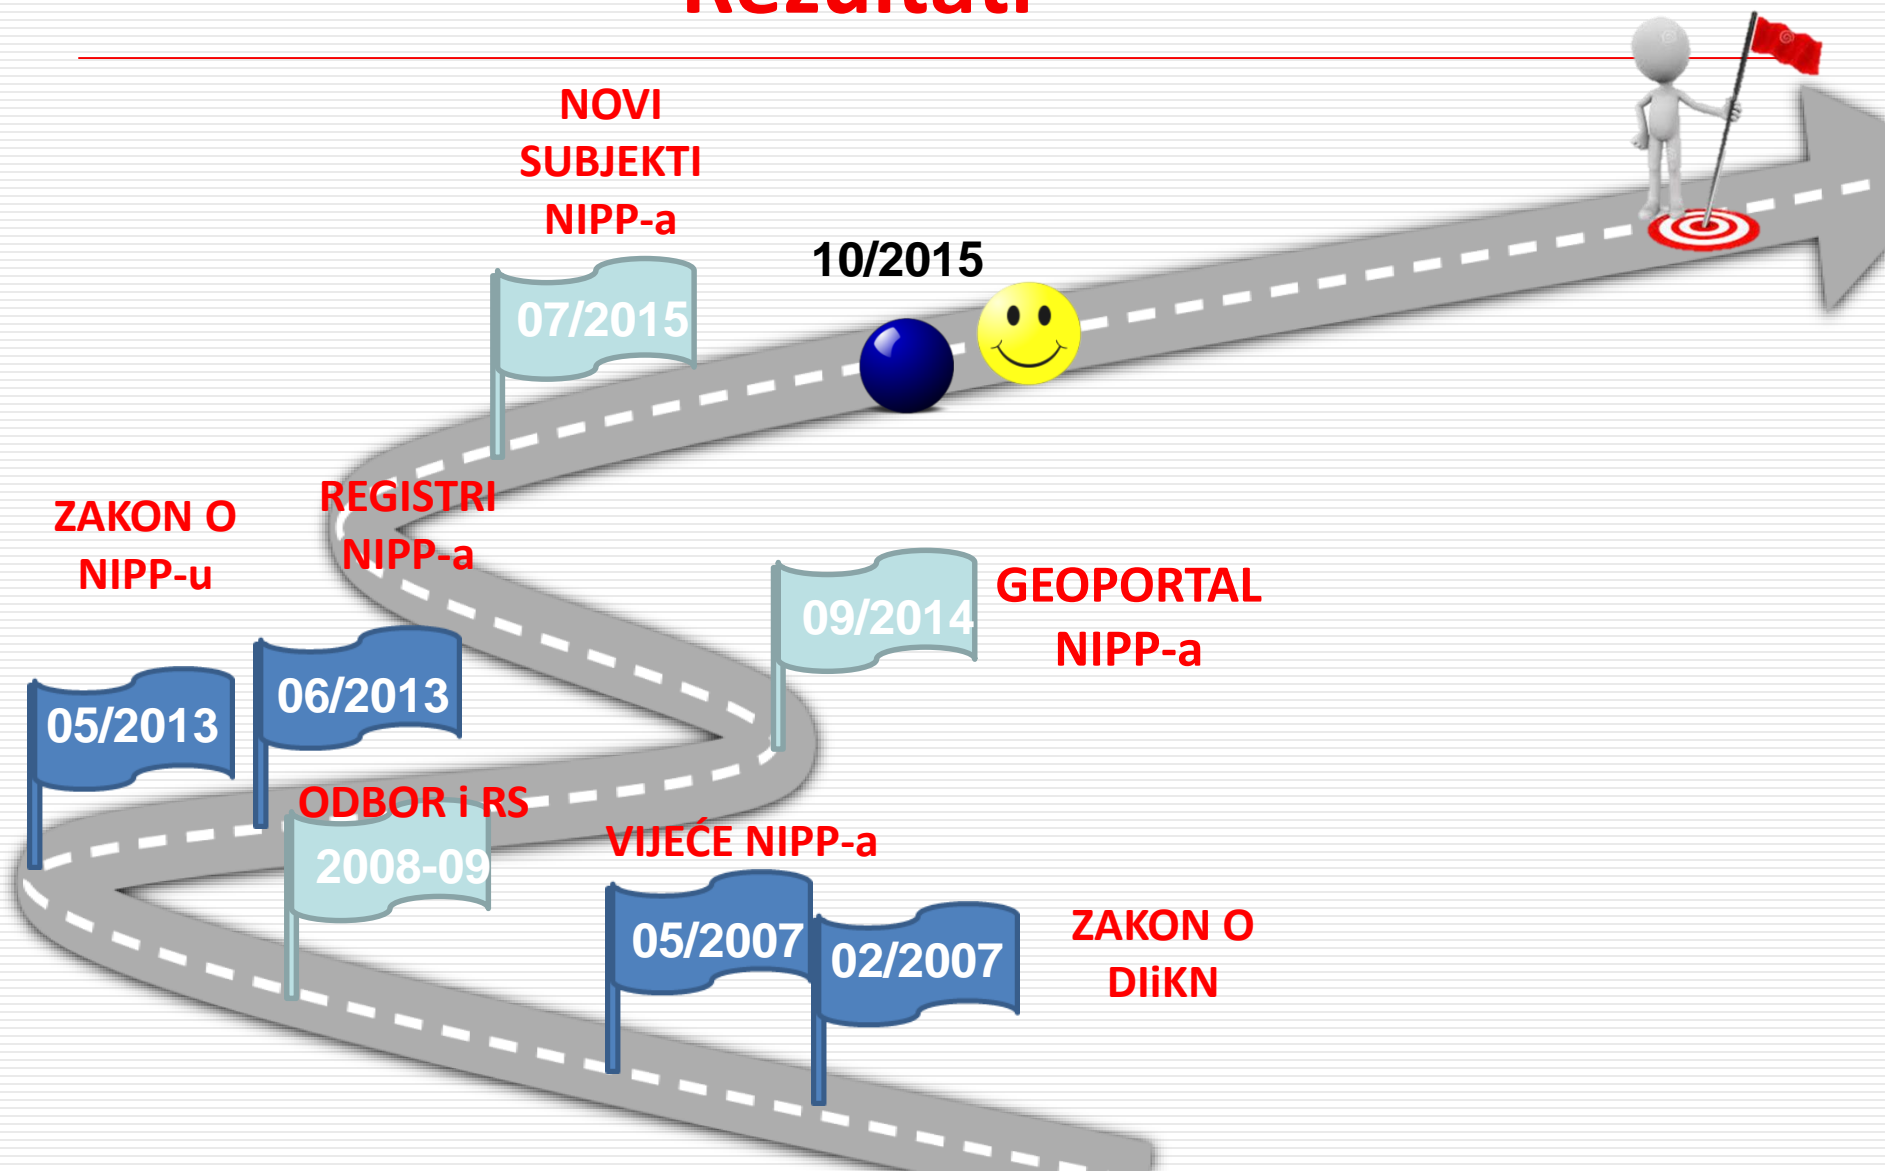 Rezultati
NOVI
SUBJEKTI
NIPP-a
10/2015
07/2015
REGISTRI
NIPP-a
ZAKON O
NIPP-u
GEOPORTAL
NIPP-a
09/2014
06/2013
05/2013
ODBOR i RS
2008-09
VIJEĆE NIPP-a
05/2007
02/2007
ZAKON O
DIiKN